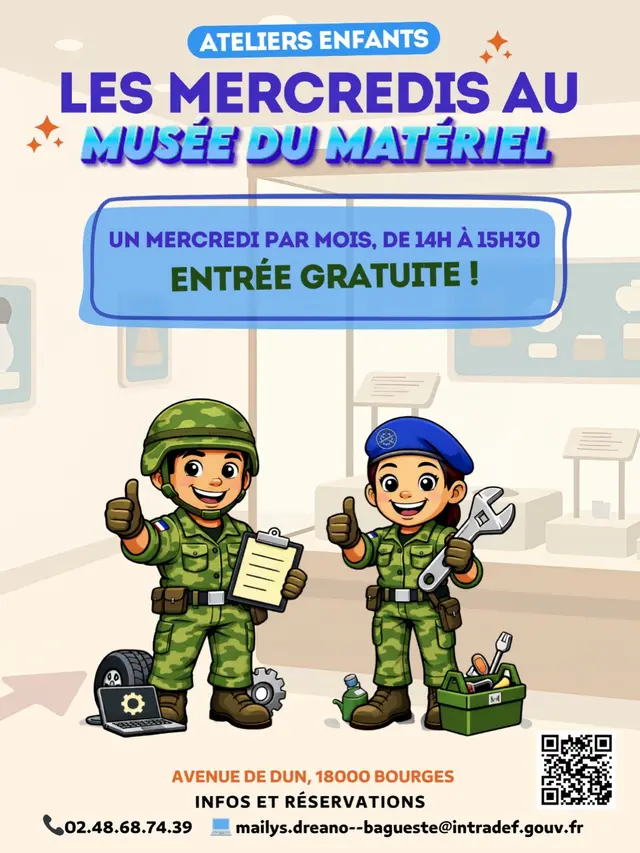 ATELIERS ENFANTS
LES MERCREDIS AU
MUSÉE DU MATÉRIEL
UN MERCREDI PAR MOIS, DE 14H À 15H30
ENTRÉE GRATUITE !
AVENUE DE DUN, 18000 BOURGES
INFOS ET RÉSERVATIONS
02.48.68.74.39 mailys.dreano--bagueste@intradef.gouv.fr